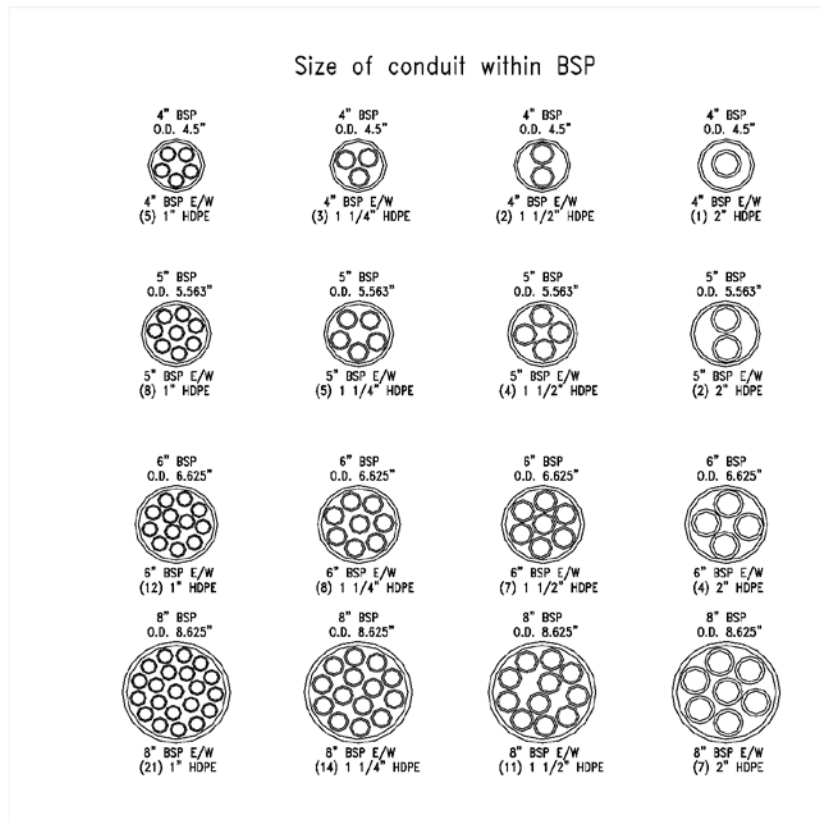 Size of conduit within BSP
4" BSP
O.D. 4.5"
4" BSP E/W
(5) 1" HDPE
4" BSP
O.D. 4.5"
4" BSP E/W
(3) 1 1/4" HDPE
4" BSP
O.D. 4.5"
4" BSP E/W
(2) 1 1/2" HDPE
4" BSP
O.D. 4.5"
4" BSP E/W
(1) 2" HDPE
5" BSP
O.D. 5.563"
5" BSP E/W
(8) 1" HDPE
5" BSP
O.D. 5.563"
5" BSP E/W
(5) 1 1/4" HDPE
5" BSP
O.D. 5.563"
5" BSP E/W
(4) 1 1/2" HDPE
5" BSP
O.D. 5.563"
5" BSP E/W
(2) 2" HDPE
6" BSP
O.D. 6.625"
6" BSP E/W
(12) 1" HDPE
6" BSP
O.D. 6.625"
6" BSP E/W
(8) 1 1/4" HDPE
6" BSP
O.D. 6.625"
6" BSP E/W
(7) 1 1/2" HDPE
6" BSP
O.D. 6.625"
6" BSP E/W
(4) 2" HDPE
8" BSP
O.D. 8.625"
8" BSP E/W
(21) 1" HDPE
8" BSP
O.D. 8.625"
8" BSP E/W
(14) 1 1/4" HDPE
8" BSP
O.D. 8.625"
8" BSP E/W
(11) 1 1/2" HDPE
8" BSP
O.D. 8.625"
8" BSP E/W
(7) 2" HDPE